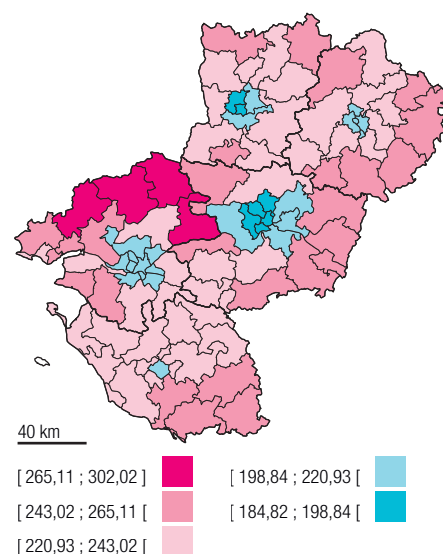 40 km
[ 265,11 ; 302,02 ]
[ 243,02 ; 265,11 [
[ 220,93 ; 243,02 [
[ 198,84 ; 220,93 [
[ 184,82 ; 198,84 [